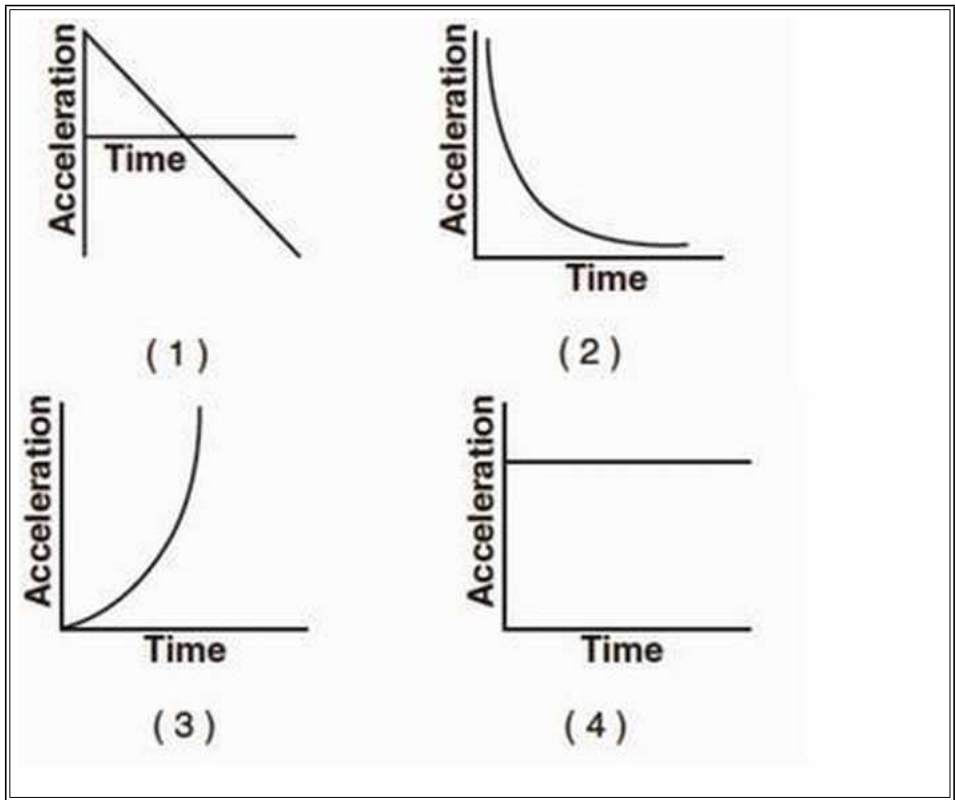 Acceleration
Time
( 1 )
Acceleration
Time
( 2 )
Acceleration
Time
( 3 )
Acceleration
Time
( 4 )